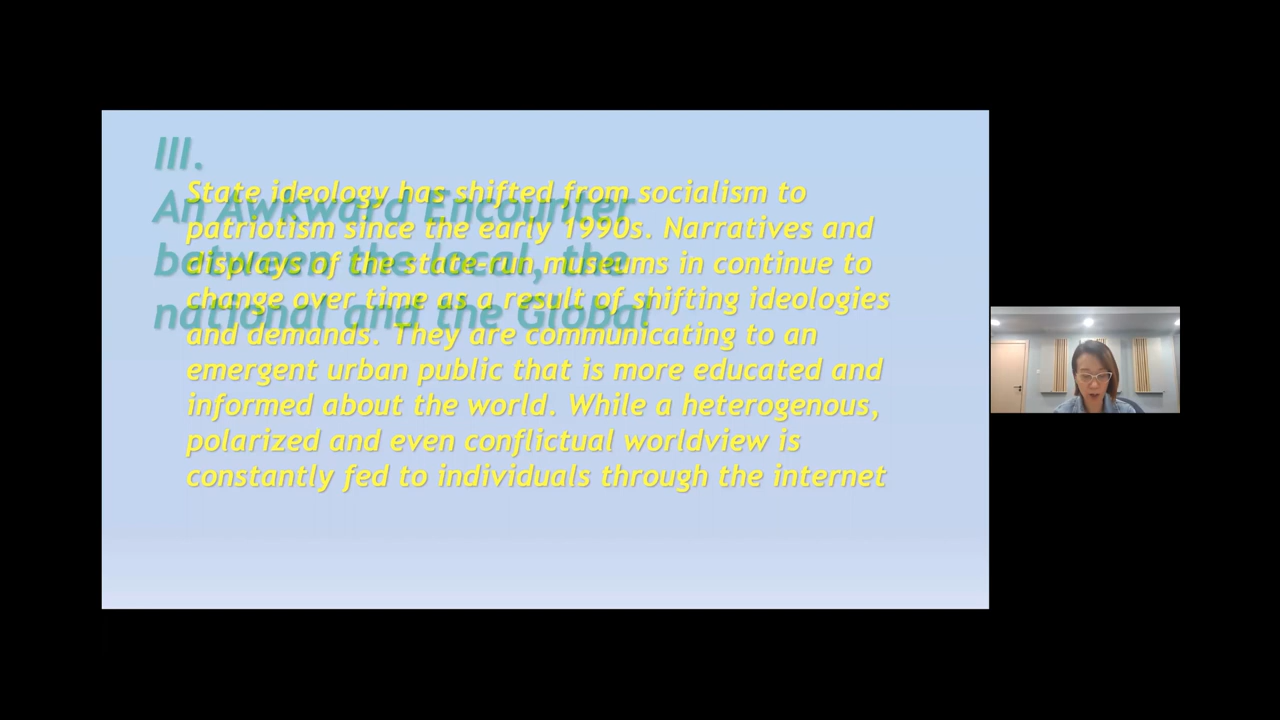 III.
An Awkward Encounter
between the local, the
national and the Global
State ideology has shifted from socialism to
patriotism since the early 1990s. Narratives and
displays of the state-run museums in continue to
change over time as a result of shifting ideologies
and demands. They are communicating to an
emergent urban public that is more educated and
informed about the world. While a heterogenous,
polarized and even conflictual worldview is
constantly fed to individuals through the internet